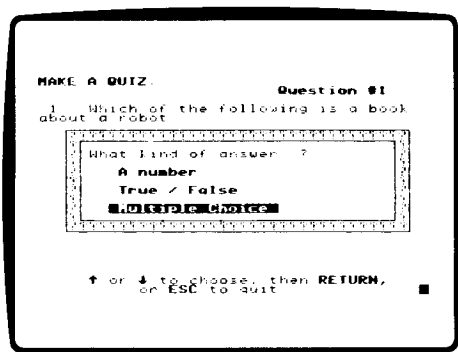 MAKE A QUIZ.
Question #1
1 Which of the following is a book
about a robot
What kind of answer ?
A number
True / False
Multiple Choice
↑ or ↓ to choose, then RETURN,
or ESC to quit